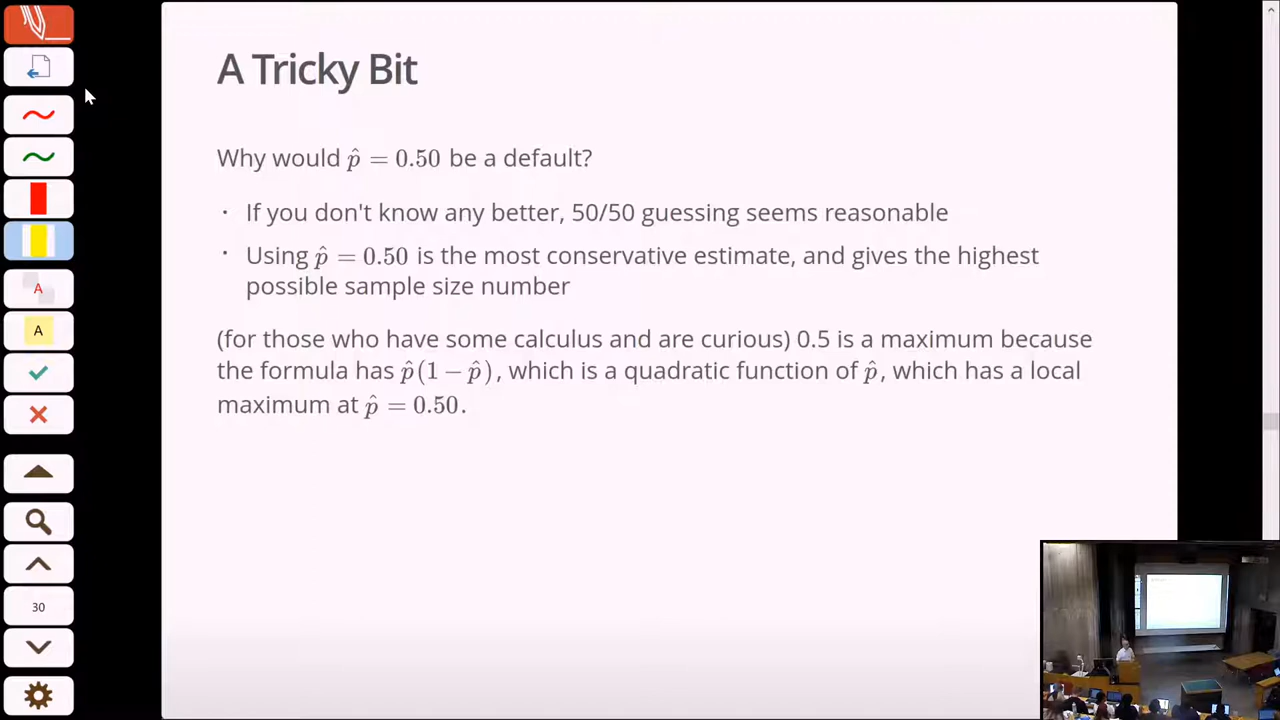 A Tricky Bit
Why would p̂ = 0.50 be a default?
· If you don't know any better, 50/50 guessing seems reasonable
· Using p̂ = 0.50 is the most conservative estimate, and gives the highest
possible sample size number
(for those who have some calculus and are curious) 0.5 is a maximum because
the formula has p̂(1 − p̂), which is a quadratic function of p̂, which has a local
maximum at p̂ = 0.50.
A
A
30